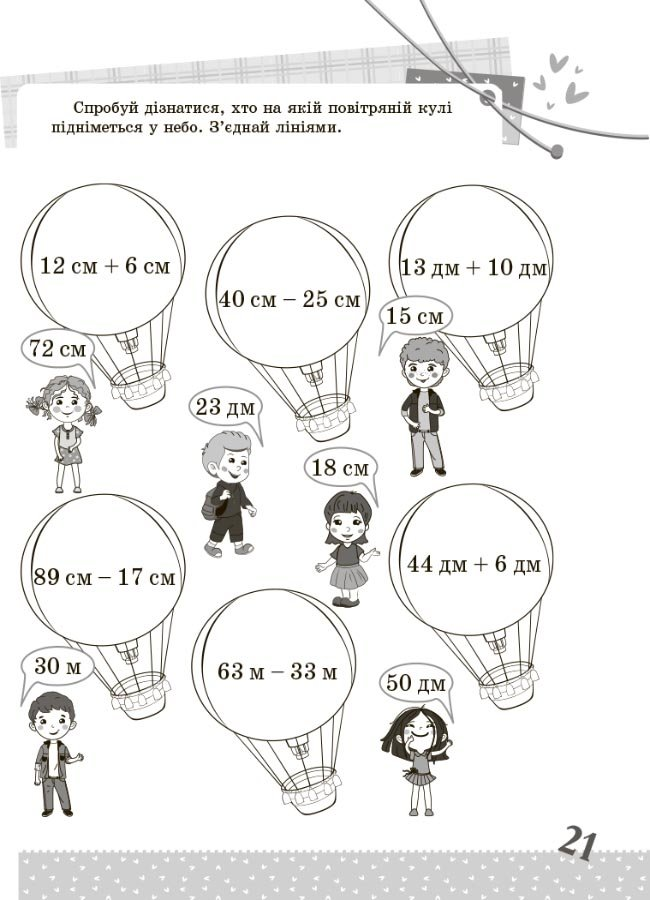 Спробуй дізнатися, хто на якій повітряній кулі
підніметься у небо. З’єднай лініями.
12 см + 6 см
40 см – 25 см
13 дм + 10 дм
15 см
72 см
23 дм
18 см
89 см – 17 см
44 дм + 6 дм
30 м
63 м – 33 м
50 дм
21